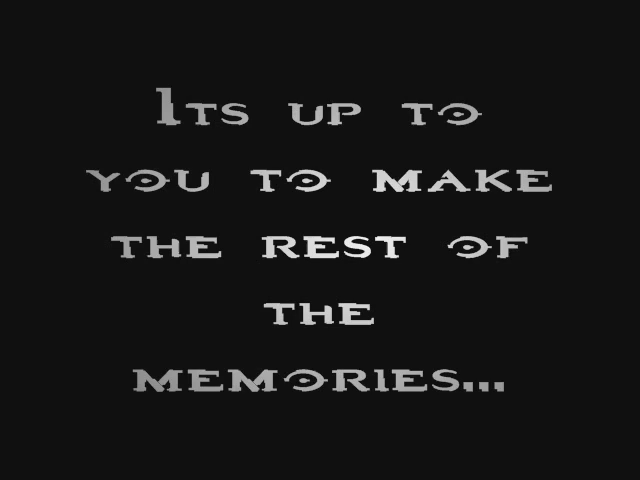 Its up to
you to make
the rest of
the
memories...